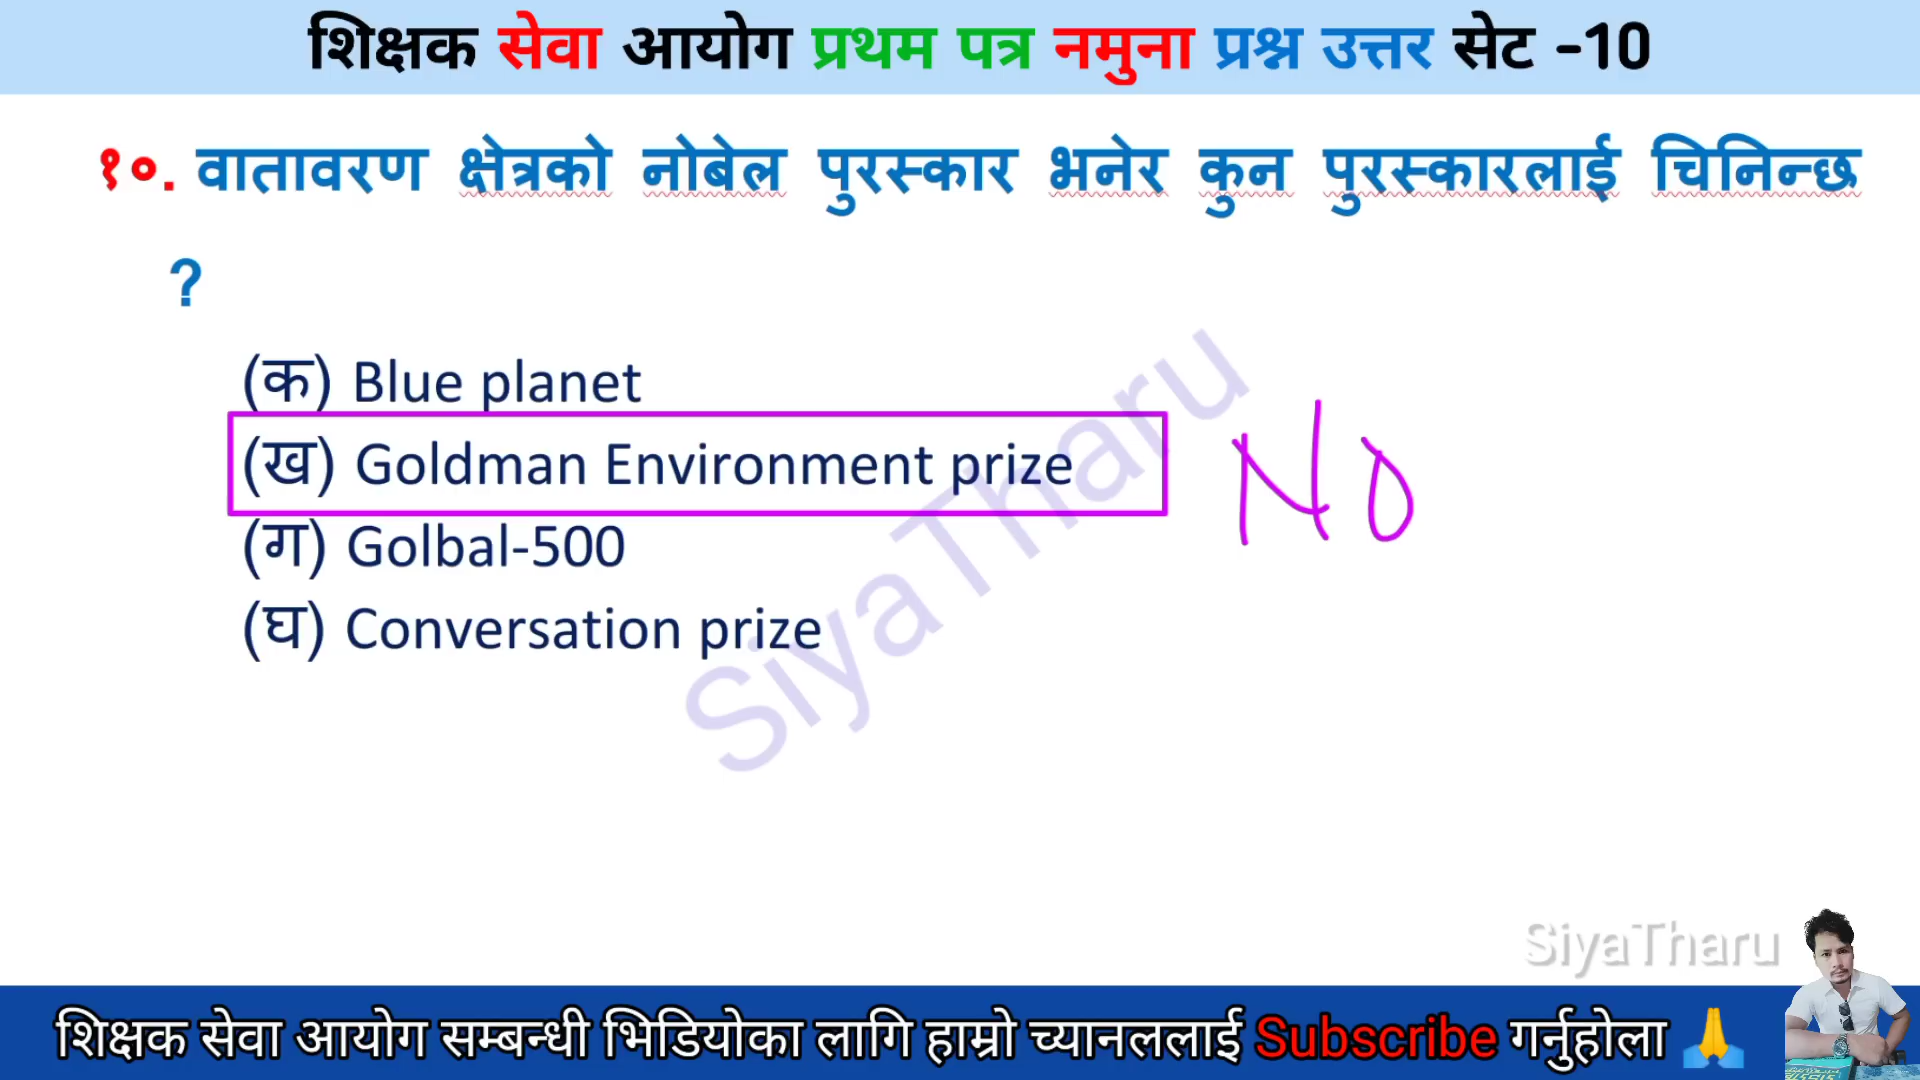 शिक्षक सेवा आयोग प्रथम पत्र नमुना प्रश्न उत्तर सेट -10
१०. वातावरण क्षेत्रको नोबेल पुरस्कार भनेर कुन पुरस्कारलाई चिनिन्छ
?
(क) Blue planet
(ख) Goldman Environment prize
NO
(ग) Golbal-500
(घ) Conversation prize
SiyaTharu
SiyaTharu
शिक्षक सेवा आयोग सम्बन्धी भिडियोका लागि हाम्रो च्यानललाई Subscribe गर्नुहोला 🙏